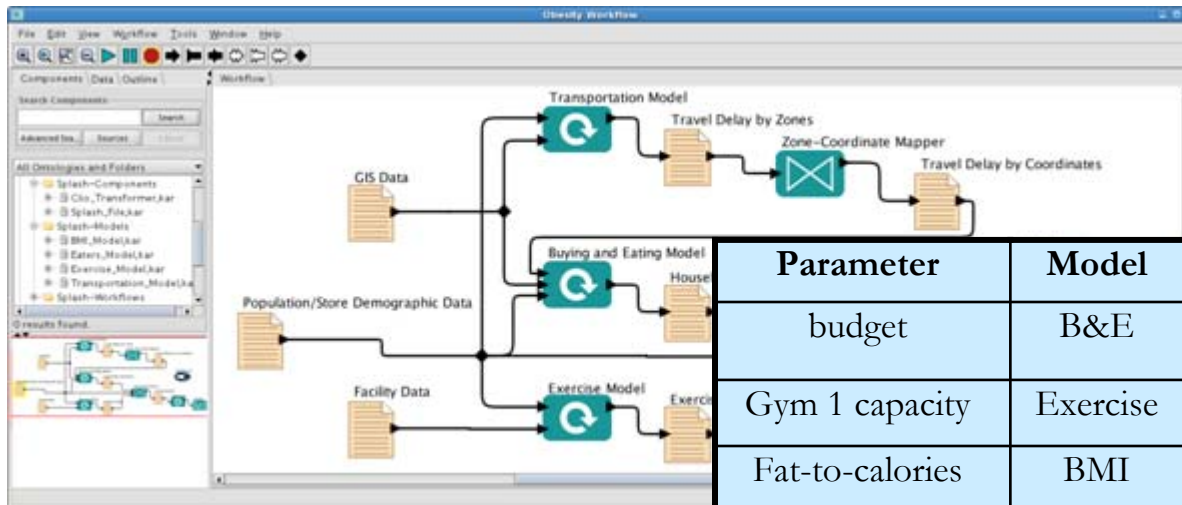 Obesity Workflow
File Edit View Workflow Tools Window Help
Components Data Outline
Workflow
Search Components
Search
Advanced Sea... Sources
All Ontologies and Folders
Splash-Components
Clio_Transformer.kar
Splash_File.kar
Splash-Models
BMI_Model.kar
Eaters_Model.kar
Exercise_Model.kar
Transportation_Model.ka
Splash-Workflows
0 results found.
Transportation Model
Travel Delay by Zones
Zone-Coordinate Mapper
Travel Delay by Coordinates
GIS Data
Buying and Eating Model
Househ
Population/Store Demographic Data
Facility Data
Exercise Model
Exercis
Parameter Model
budget B&E
Gym 1 capacity Exercise
Fat-to-calories BMI